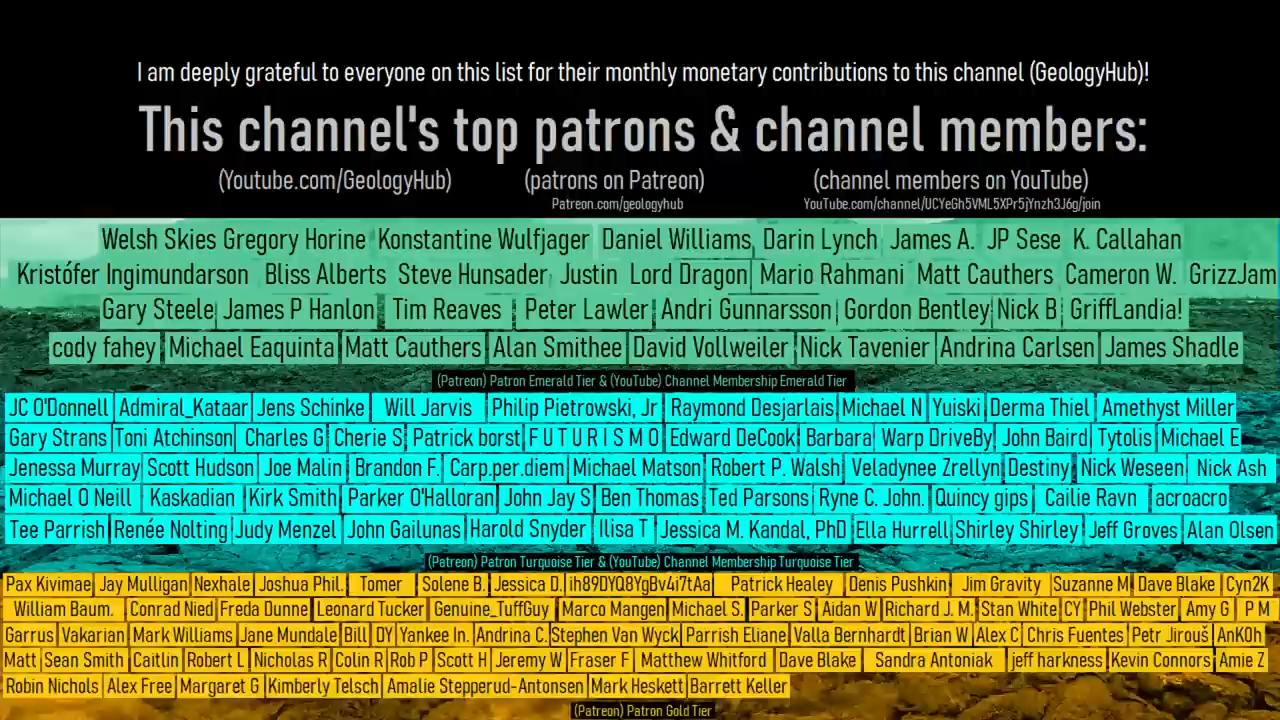 I am deeply grateful to everyone on this list for their monthly monetary contributions to this channel (GeologyHub)!
This channel's top patrons & channel members:
(Youtube.com/GeologyHub) (patrons on Patreon) (channel members on YouTube)
Patreon.com/geologyhub YouTube.com/channel/UCYeGh5VML5XPr5jYnzh3J6g/join
Welsh Skies Gregory Horine Konstantine Wulfjager Daniel Williams Darin Lynch James A. JP Sese K. Callahan
Kristófer Ingimundarson Bliss Alberts Steve Hunsader Justin Lord Dragon Mario Rahmani Matt Cauthers Cameron W. GrizzJam
Gary Steele James P Hanlon Tim Reaves Peter Lawler Andri Gunnarsson Gordon Bentley Nick B GriffLandia!
cody fahey Michael Eaquinta Matt Cauthers Alan Smithee David Vollweiler Nick Tavenier Andrina Carlsen James Shadle
(Patreon) Patron Emerald Tier & (YouTube) Channel Membership Emerald Tier
JC O'Donnell Admiral_Kataar Jens Schinke Will Jarvis Philip Pietrowski, Jr Raymond Desjarlais Michael N Yuiski Derma Thiel Amethyst Miller
Gary Strans Toni Atchinson Charles G Cherie S Patrick borst F U T U R I S M O Edward DeCook Barbara Warp DriveBy John Baird Tytolis Michael E
Jenessa Murray Scott Hudson Joe Malin Brandon F. Carp.per.diem Michael Matson Robert P. Walsh Veladynee Zrellyn Destiny Nick Weseen Nick Ash
Michael O Neill Kaskadian Kirk Smith Parker O'Halloran John Jay S Ben Thomas Ted Parsons Ryne C. John. Quincy gips Cailie Ravn acroacro
Tee Parrish Renée Nolting Judy Menzel John Gailunas Harold Snyder Ilisa T Jessica M. Kandal, PhD Ella Hurrell Shirley Shirley Jeff Groves Alan Olsen
(Patreon) Patron Turquoise Tier & (YouTube) Channel Membership Turquoise Tier
Pax Kivimae Jay Mulligan Nexhale Joshua Phil. Tomer Solene B. Jessica D. ih89DYQ8YgBv4i7tAa Patrick Healey Denis Pushkin Jim Gravity Suzanne M Dave Blake Cyn2K
William Baum. Conrad Nied Freda Dunne Leonard Tucker Genuine_TuffGuy Marco Mangen Michael S. Parker S Aidan W Richard J. M. Stan White CY Phil Webster Amy G P M
Garrus Vakarian Mark Williams Jane Mundale Bill DY Yankee In. Andrina C. Stephen Van Wyck Parrish Eliane Valla Bernhardt Brian W Alex C Chris Fuentes Petr Jirouš AnK0h
Matt Sean Smith Caitlin Robert L Nicholas R Colin R Rob P Scott H Jeremy W Fraser F Matthew Whitford Dave Blake Sandra Antoniak jeff harkness Kevin Connors Amie Z
Robin Nichols Alex Free Margaret G Kimberly Telsch Amalie Stepperud-Antonsen Mark Heskett Barrett Keller
(Patreon) Patron Gold Tier